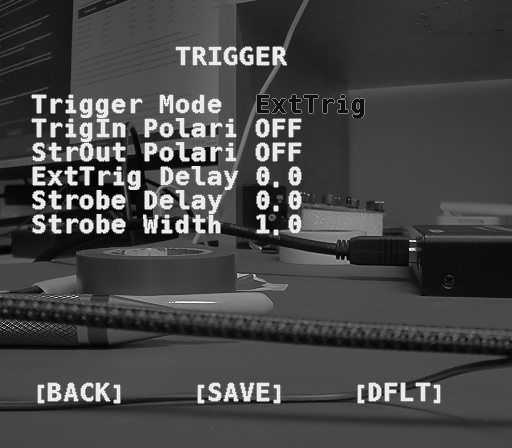 TRIGGER
Trigger Mode ExtTrig
TrigIn Polari OFF
StrOut Polari OFF
ExtTrig Delay 0.0
Strobe Delay 0.0
Strobe Width 1.0
[BACK] [SAVE] [DFLT]